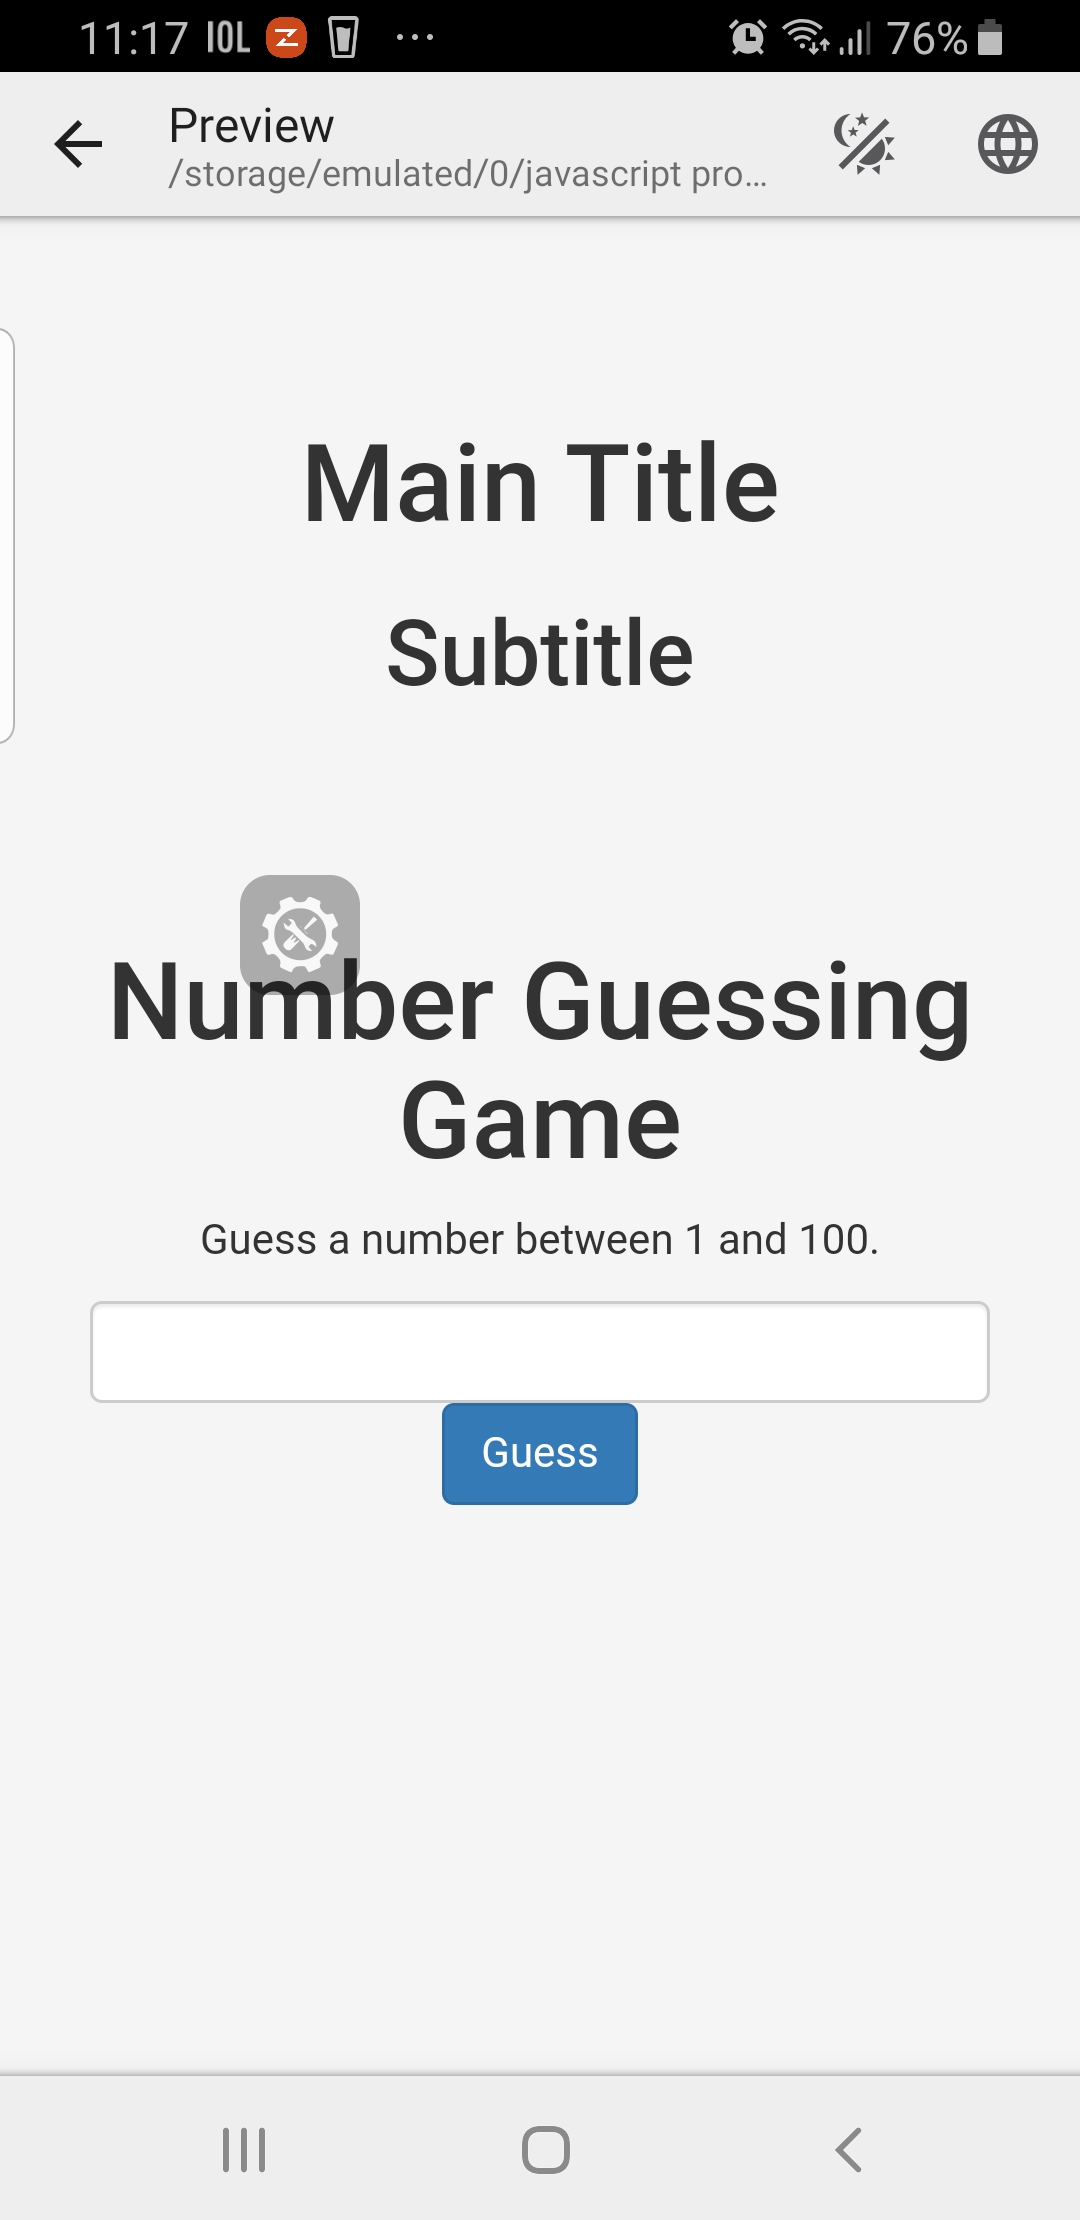 11:17 IOL Z ... 76%
Preview
/storage/emulated/0/javascript pro...
Main Title
Subtitle
Number Guessing
Game
Guess a number between 1 and 100.
Guess